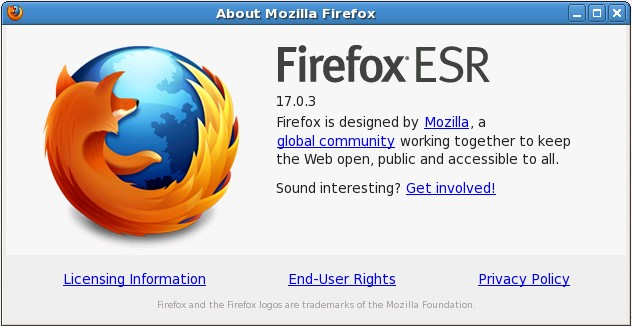 About Mozilla Firefox
Firefox ESR
17.0.3
Firefox is designed by Mozilla, a
global community working together to keep
the Web open, public and accessible to all.
Sound interesting? Get involved!
Licensing Information End-User Rights Privacy Policy
Firefox and the Firefox logos are trademarks of the Mozilla Foundation.